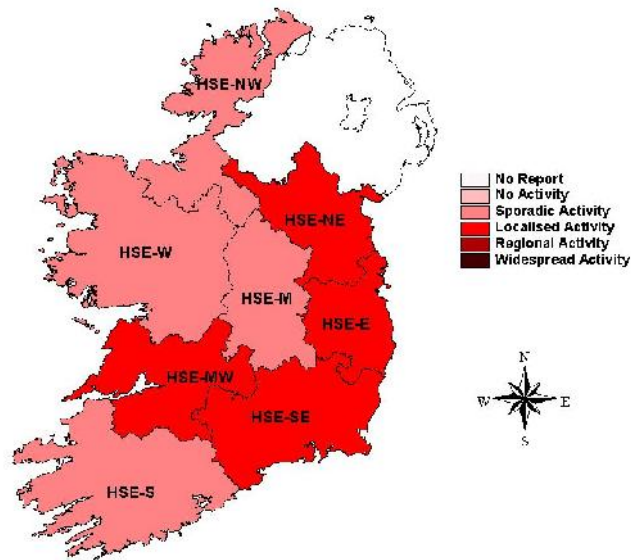 HSE-NW
No Report
No Activity
Sporadic Activity
Localised Activity
Regional Activity
Widespread Activity
HSE-NE
HSE-W
HSE-M
HSE-E
HSE-MW
HSE-SE
HSE-S
N
W
E
S